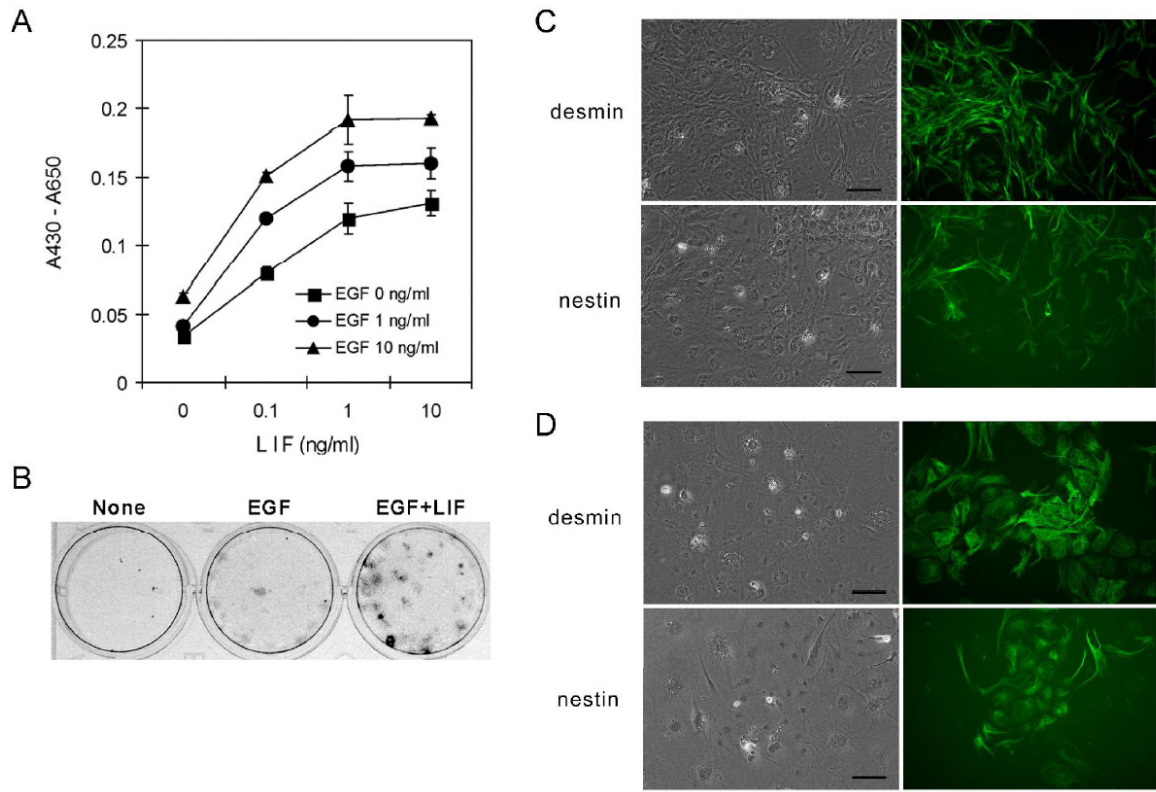 A
0.25
0.2
0.15
0.1
0.05
0
A430 - A650
EGF 0 ng/ml
EGF 1 ng/ml
EGF 10 ng/ml
0 0.1 1 10
LIF (ng/ml)
B
None EGF EGF+LIF
C
desmin
nestin
D
desmin
nestin